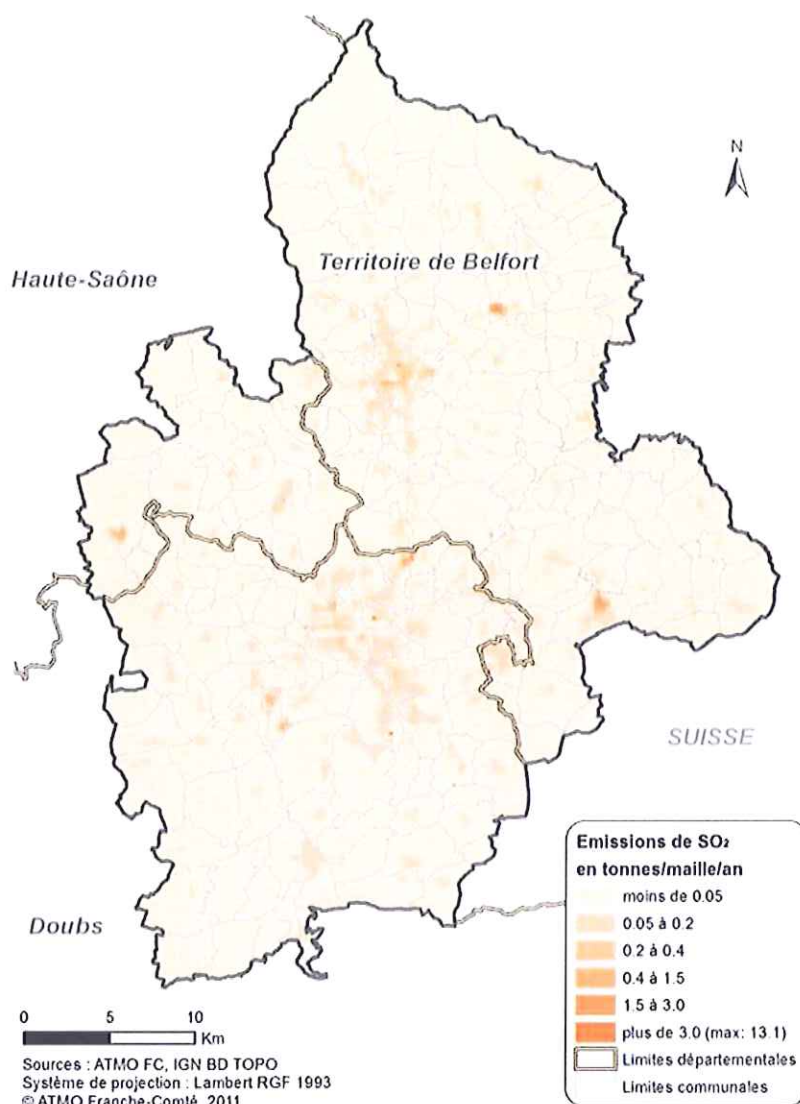 N
Haute-Saône
Territoire de Belfort
SUISSE
Doubs
Emissions de SO₂
en tonnes/maille/an
moins de 0.05
0.05 à 0.2
0.2 à 0.4
0.4 à 1.5
1.5 à 3.0
plus de 3.0 (max: 13.1)
Limites départementales
Limites communales
0 5 10
Km
Sources : ATMO FC, IGN BD TOPO
Système de projection : Lambert RGF 1993
© ATMO Franche-Comté, 2011